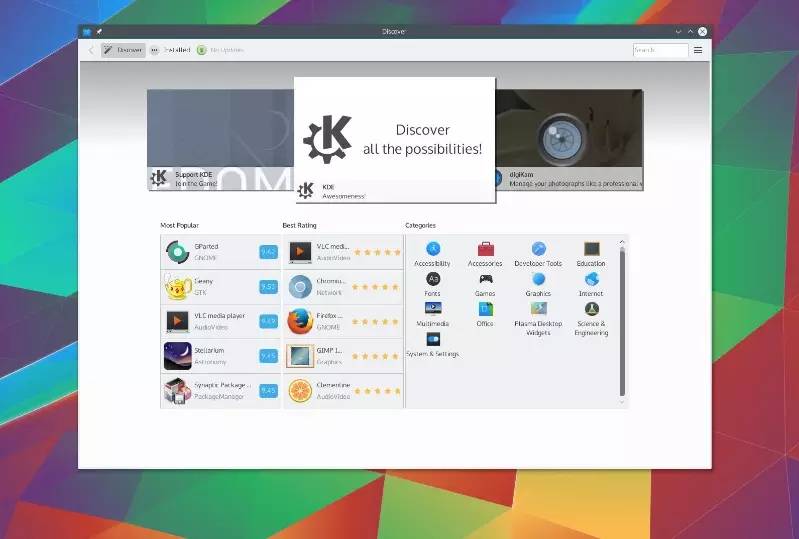 Discover
Discover
Installed
No Updates
Search...
Support KDE
Join the Game!
Discover
all the possibilities!
KDE
Awesomeness!
digiKam
Manage your photographs like a professional
Most Popular
GParted
GNOME
9.62
Geany
GTK
9.53
VLC media player
AudioVideo
9.49
Stellarium
Astronomy
9.45
Synaptic Package ...
PackageManager
9.45
Best Rating
VLC medi...
AudioVideo
Chromiu...
Network
Firefox ...
GNOME
GIMP I...
Graphics
Clementine
AudioVideo
Categories
Accessibility
Accessories
Developer Tools
Education
Aa
Fonts
Games
Graphics
Internet
Multimedia
Office
Plasma Desktop
Widgets
Science &
Engineering
System & Settings